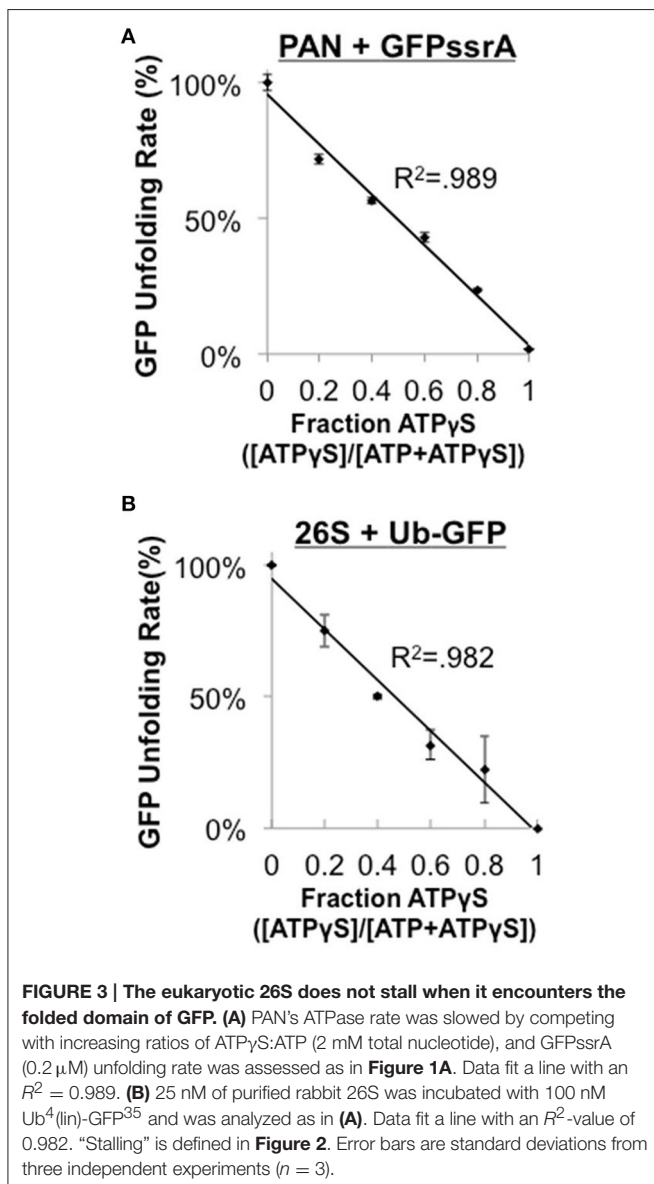 A
PAN + GFPssrA
GFP Unfolding Rate (%)
100%
50%
0%
R²=.989
0 0.2 0.4 0.6 0.8 1
Fraction ATPγS
([ATPγS]/[ATP+ATPγS])
B
26S + Ub-GFP
GFP Unfolding Rate(%)
100%
50%
0%
R²=.982
0 0.2 0.4 0.6 0.8 1
Fraction ATPγS
([ATPγS]/[ATP+ATPγS])
FIGURE 3 | The eukaryotic 26S does not stall when it encounters the
folded domain of GFP. (A) PAN's ATPase rate was slowed by competing
with increasing ratios of ATPγS:ATP (2 mM total nucleotide), and GFPssrA
(0.2 μM) unfolding rate was assessed as in Figure 1A. Data fit a line with an
R² = 0.989. (B) 25 nM of purified rabbit 26S was incubated with 100 nM
Ub⁴(lin)-GFP³⁵ and was analyzed as in (A). Data fit a line with an R²-value of
0.982. “Stalling” is defined in Figure 2. Error bars are standard deviations from
three independent experiments (n = 3).